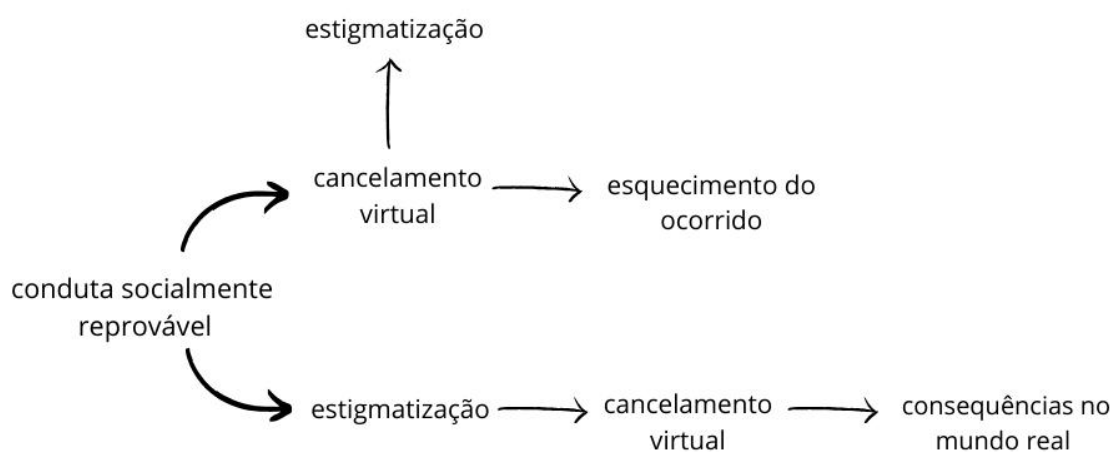 estigmatização
cancelamento
virtual
esquecimento do
ocorrido
conduta socialmente
reprovável
estigmatização
cancelamento
virtual
consequências no
mundo real